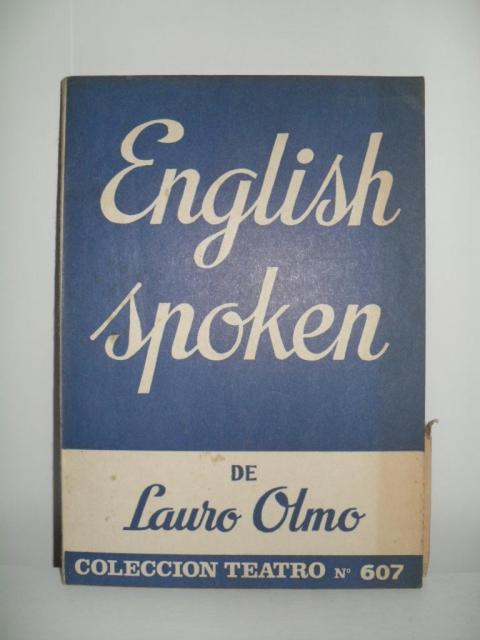 English
spoken
DE
Lauro Olmo
COLECCION TEATRO Nº 607